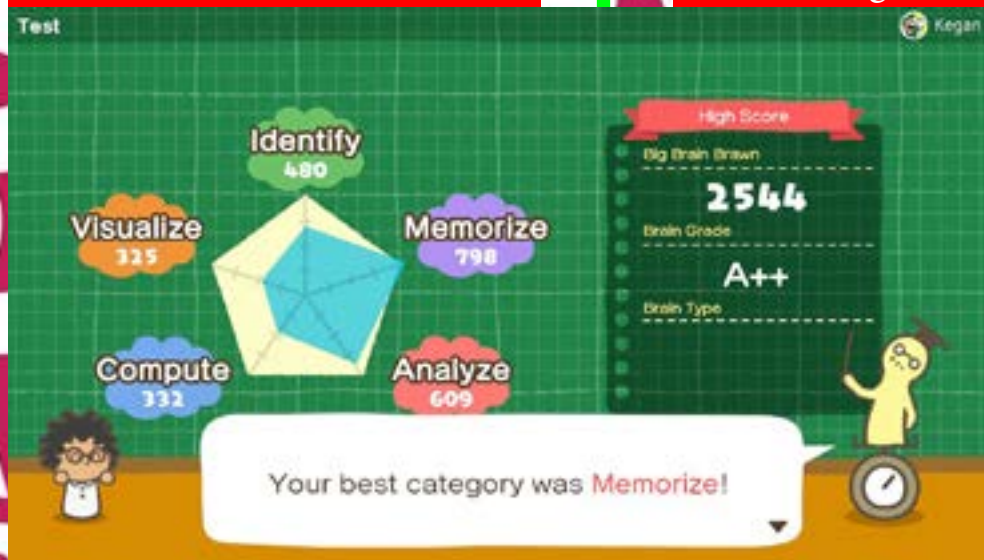 Test
Kegan
Identify
480
Visualize
325
Memorize
798
Compute
332
Analyze
609
High Score
Big Brain Brawn
2544
Brain Grade
A++
Brain Type
Your best category was Memorize!